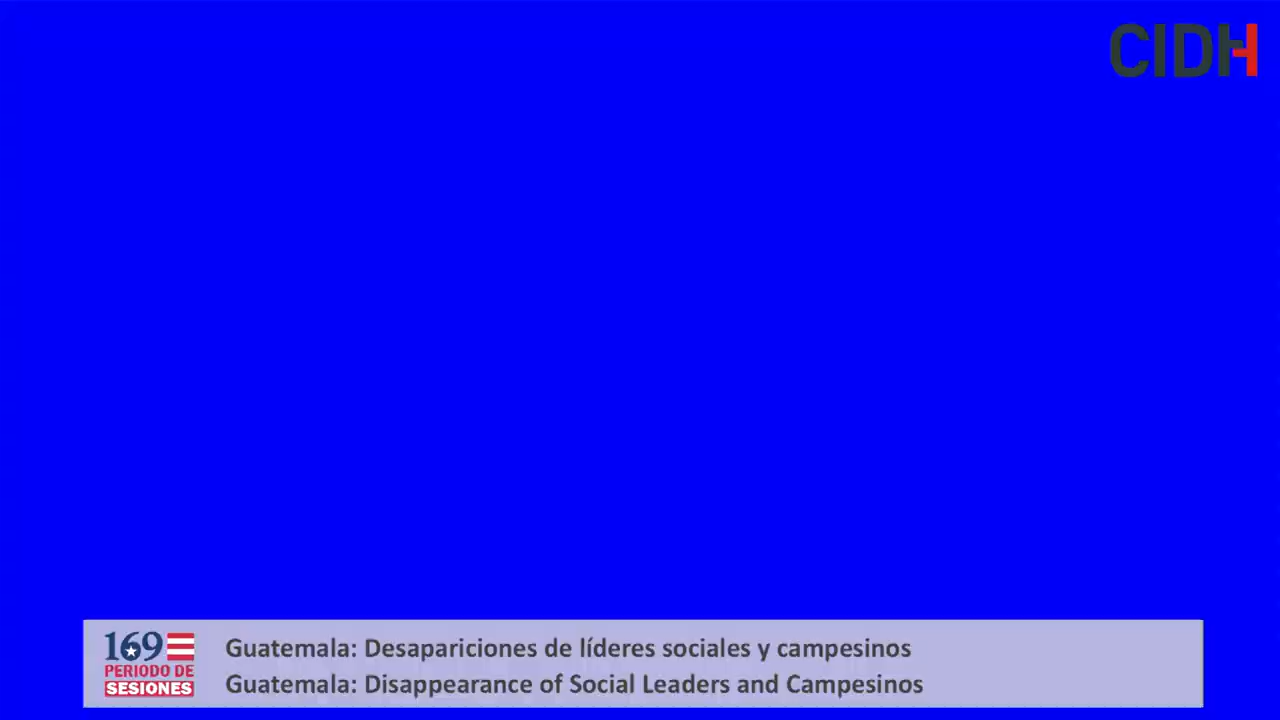 CIDH
169
PERIODO DE
SESIONES
Guatemala: Desapariciones de líderes sociales y campesinos
Guatemala: Disappearance of Social Leaders and Campesinos